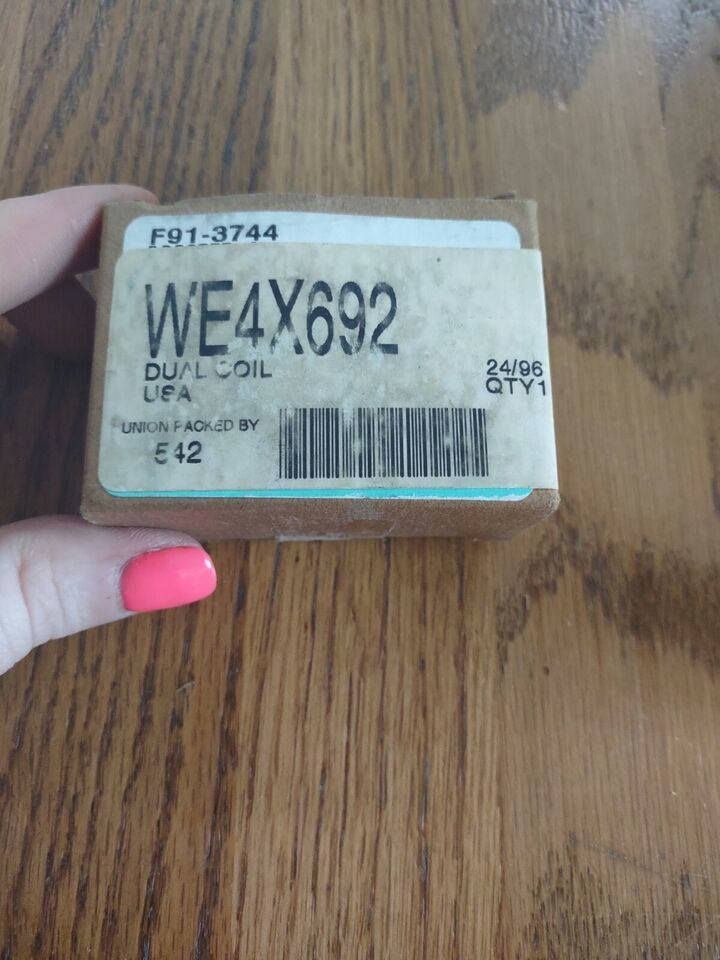 F91-3744
WE4X692
DUAL COIL
USA
24/96
QTY1
UNION PACKED BY
542